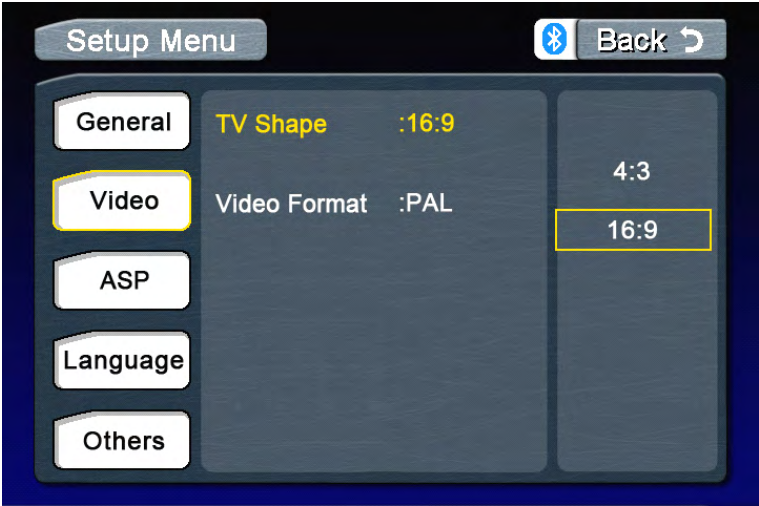 Setup Menu
Back
General
TV Shape :16:9
4:3
Video
Video Format :PAL
16:9
ASP
Language
Others